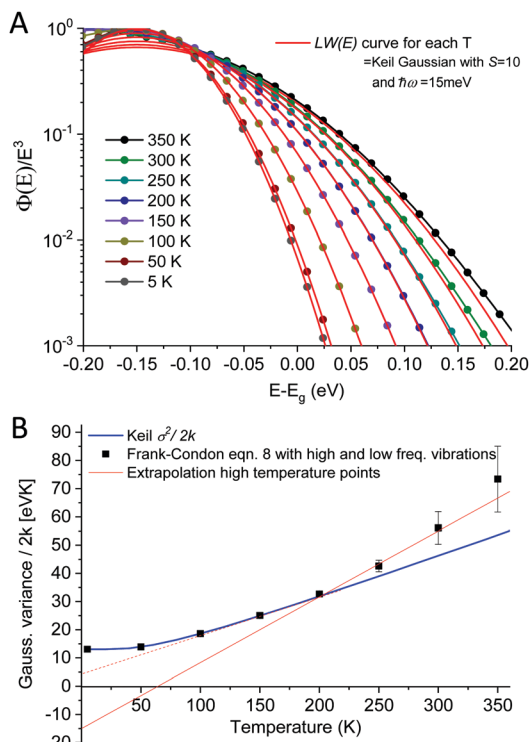 A
LW(E) curve for each T
=Keil Gaussian with S=10
and ℏω =15meV
10⁰
10⁻¹
10⁻²
10⁻³
Φ(E)/E³
350 K
300 K
250 K
200 K
150 K
100 K
50 K
5 K
-0.20 -0.15 -0.10 -0.05 0.00 0.05 0.10 0.15 0.20
E-E_g (eV)
B
Keil σ²/2k
Frank-Condon eqn. 8 with high and low freq. vibrations
Extrapolation high temperature points
Gauss. variance / 2k [eVK]
90
80
70
60
50
40
30
20
10
0
-10
0 50 100 150 200 250 300 350
Temperature (K)